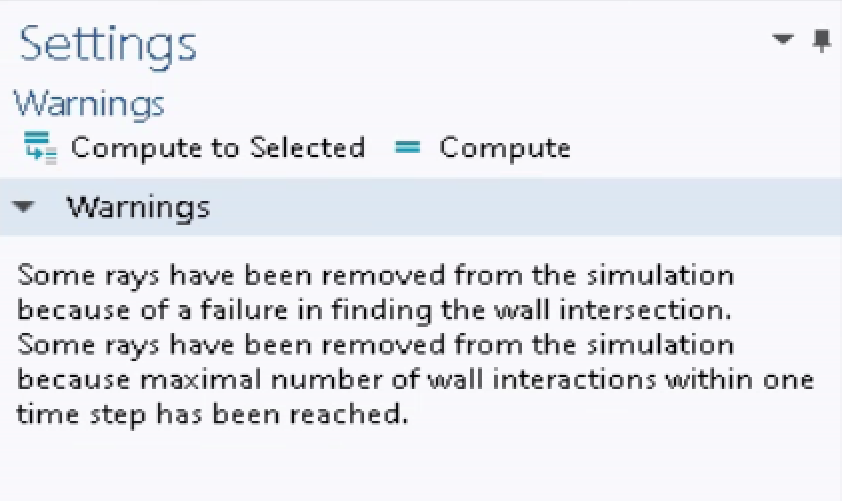 Settings
Warnings
Compute to Selected = Compute
Warnings
Some rays have been removed from the simulation
because of a failure in finding the wall intersection.
Some rays have been removed from the simulation
because maximal number of wall interactions within one
time step has been reached.